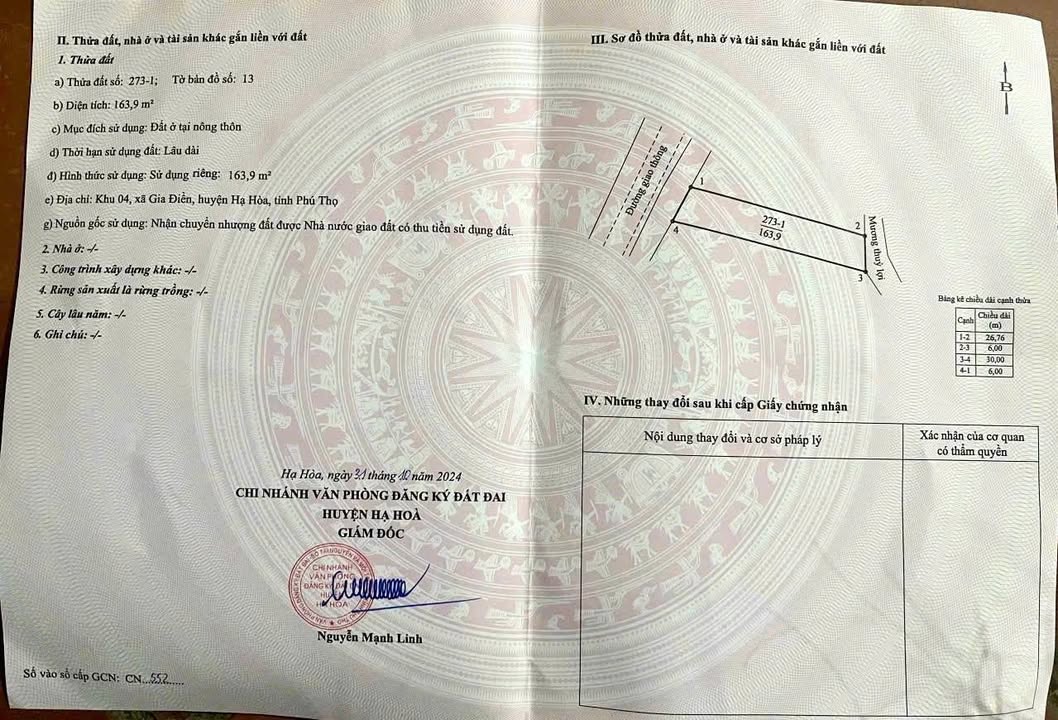 II. Thửa đất, nhà ở và tài sản khác gắn liền với đất
1. Thửa đất
a) Thửa đất số: 273-1; Tờ bản đồ số: 13
b) Diện tích: 163,9 m²
c) Mục đích sử dụng: Đất ở tại nông thôn
d) Thời hạn sử dụng đất: Lâu dài
đ) Hình thức sử dụng: Sử dụng riêng: 163,9 m²
e) Địa chỉ: Khu 04, xã Gia Điền, huyện Hạ Hòa, tỉnh Phú Thọ
g) Nguồn gốc sử dụng: Nhận chuyển nhượng đất được Nhà nước giao đất có thu tiền sử dụng đất.
2. Nhà ở: -/-
3. Công trình xây dựng khác: -/-
4. Rừng sản xuất là rừng trồng: -/-
5. Cây lâu năm: -/-
6. Ghi chú: -/-
Hạ Hòa, ngày 31 tháng 10 năm 2024
CHI NHÁNH VĂN PHÒNG ĐĂNG KÝ ĐẤT ĐAI
HUYỆN HẠ HOÀ
GIÁM ĐỐC
CHI NHÁNH
VĂN PHÒNG
ĐĂNG KÝ ĐẤT
HẠ HÒA
Nguyễn Mạnh Linh
Số vào sổ cấp GCN: CN...552......
III. Sơ đồ thửa đất, nhà ở và tài sản khác gắn liền với đất
B
Đường giao thông
1
2
3
4
273-1
163,9
Mương thuỷ lợi
Bảng kê chiều dài cạnh thửa
Cạnh Chiều dài (m)
1-2 26,76
2-3 6,00
3-4 30,00
4-1 6,00
IV. Những thay đổi sau khi cấp Giấy chứng nhận
Nội dung thay đổi và cơ sở pháp lý
Xác nhận của cơ quan
có thẩm quyền